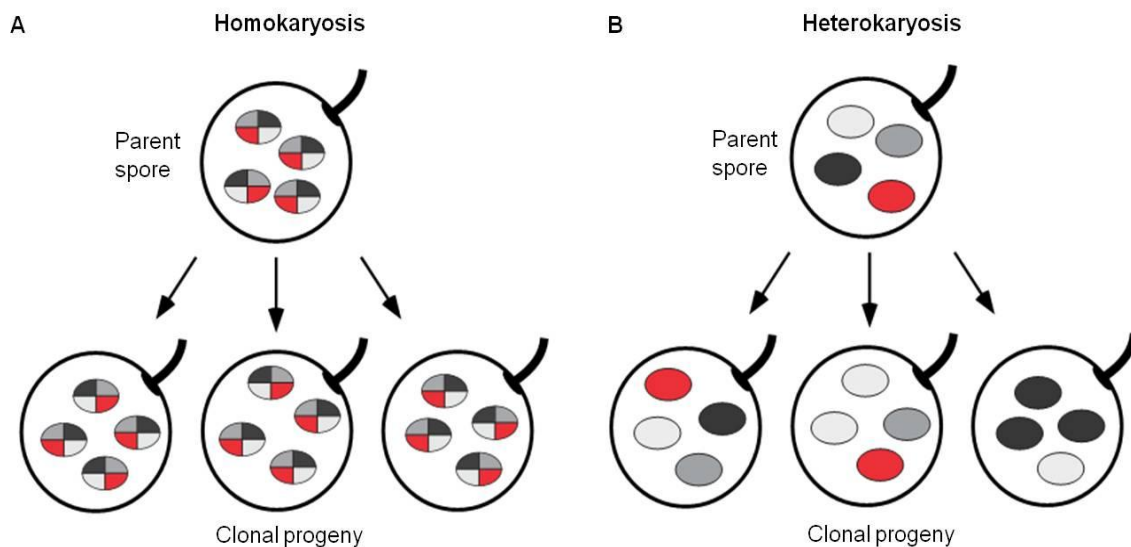 A
Homokaryosis
Parent
spore
Clonal progeny
B
Heterokaryosis
Parent
spore
Clonal progeny